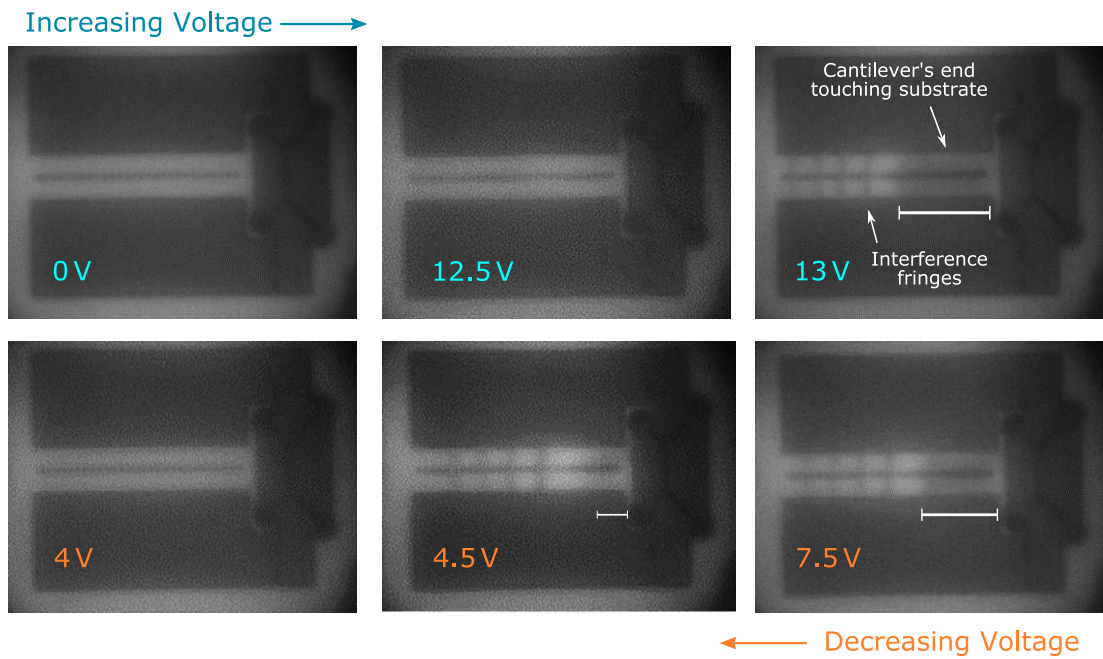 Increasing Voltage
Cantilever's end
touching substrate
0 V
12.5 V
13 V
Interference
fringes
4 V
4.5 V
7.5 V
Decreasing Voltage